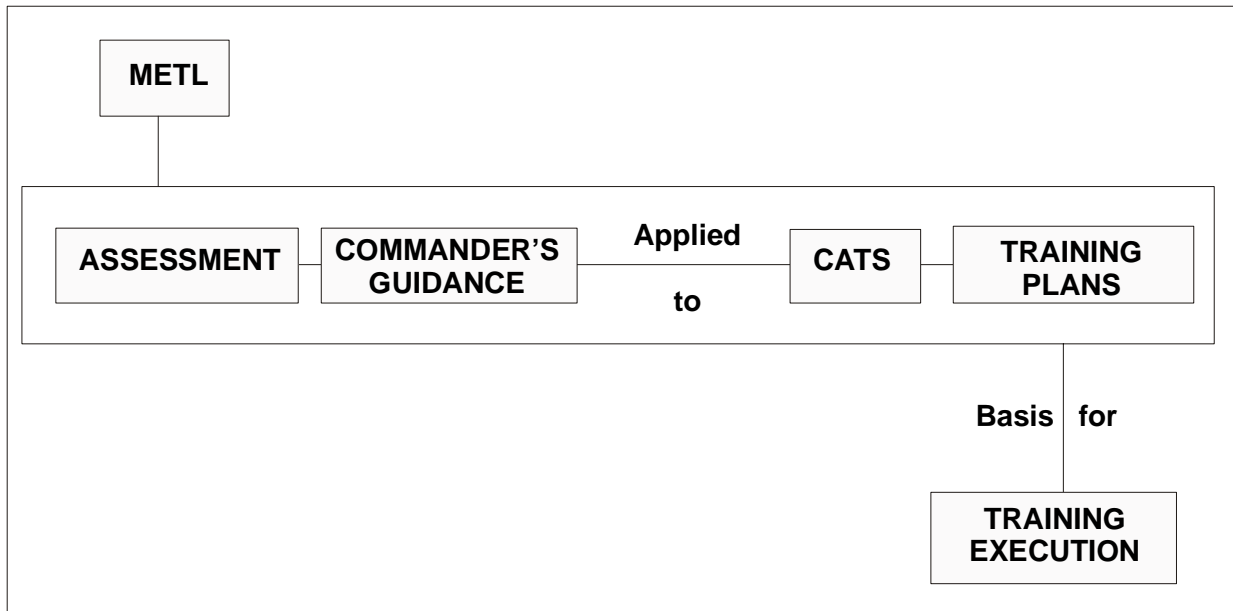 METL
ASSESSMENT
COMMANDER’S
GUIDANCE
Applied
to
CATS
TRAINING
PLANS
Basis for
TRAINING
EXECUTION